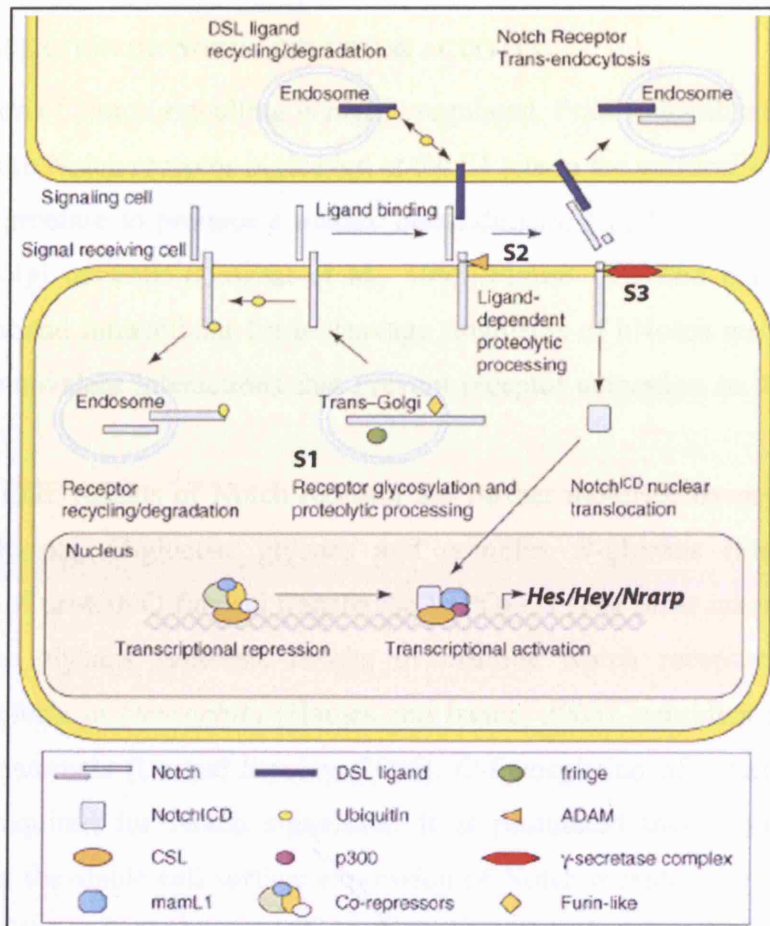 DSL ligand
recycling/degradation
Notch Receptor
Trans-endocytosis
Endosome
Endosome
Signaling cell
Ligand binding
Signal receiving cell
S2
S3
Ligand-
dependent
proteolytic
processing
Endosome
Trans–Golgi
S1
Receptor
recycling/degradation
Receptor glycosylation and
proteolytic processing
Notch^ICD nuclear
translocation
Nucleus
Hes/Hey/Nrarp
Transcriptional repression
Transcriptional activation
Notch
DSL ligand
fringe
NotchICD
Ubiquitin
ADAM
CSL
p300
γ-secretase complex
mamL1
Co-repressors
Furin-like